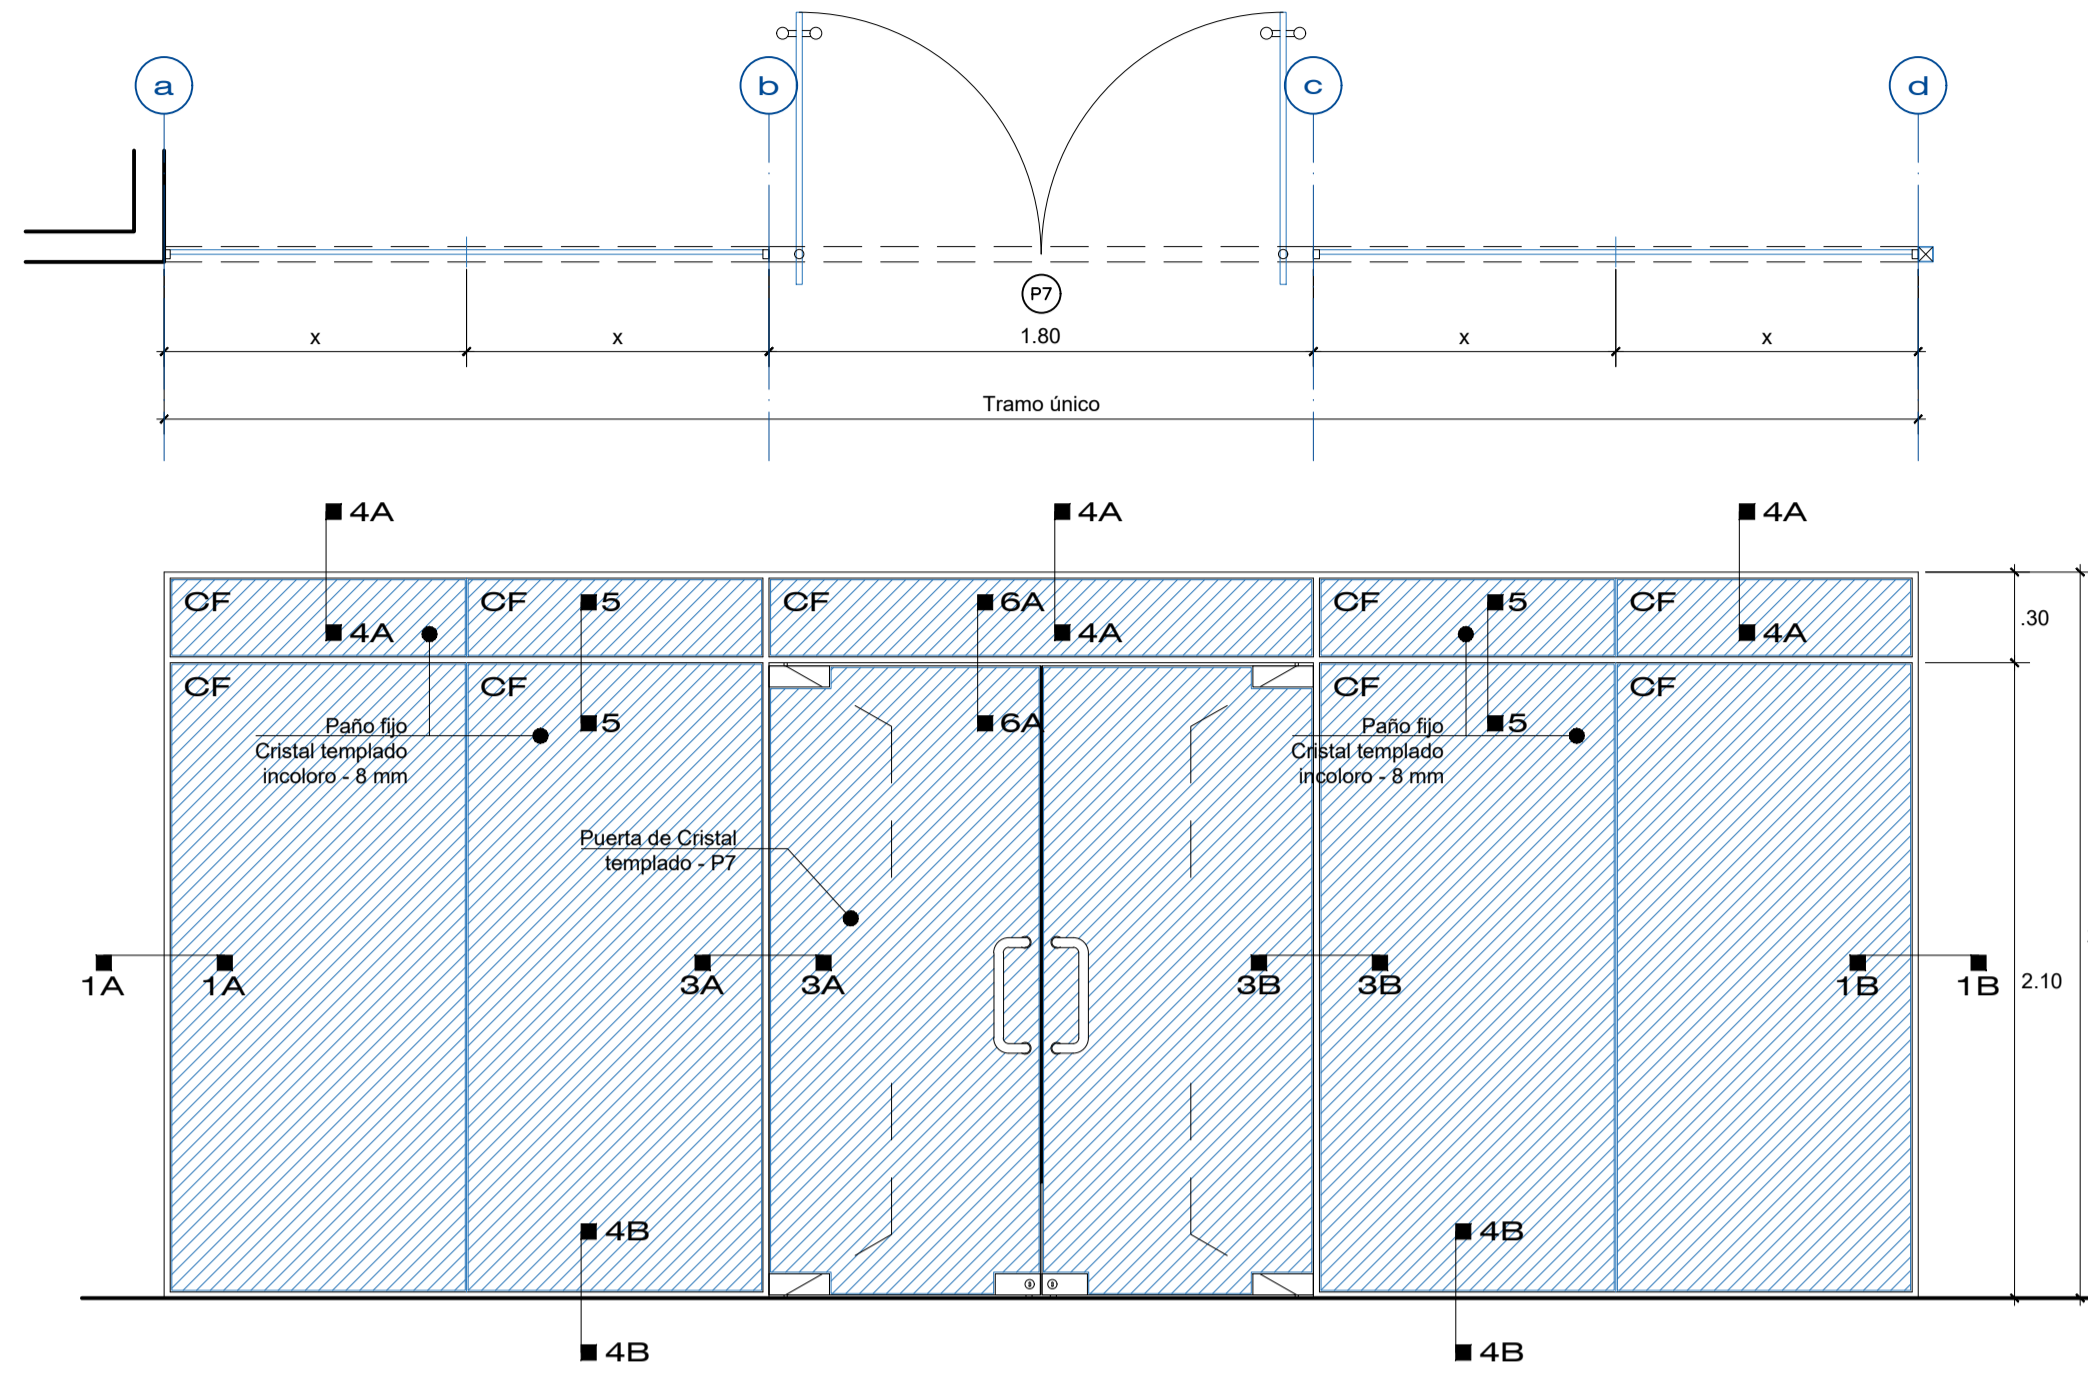 a
b
c
d
P7
x
x
1.80
x
x
Tramo único
4A
4A
4A
CF
CF
5
CF
6A
CF
5
CF
4A
4A
4A
.30
CF
CF
CF
CF
5
6A
5
Paño fijo
Cristal templado
incoloro - 8 mm
Paño fijo
Cristal templado
incoloro - 8 mm
Puerta de Cristal
templado - P7
1A
1A
3A
3A
3B
3B
1B
1B
2.10
4B
4B
4B
4B